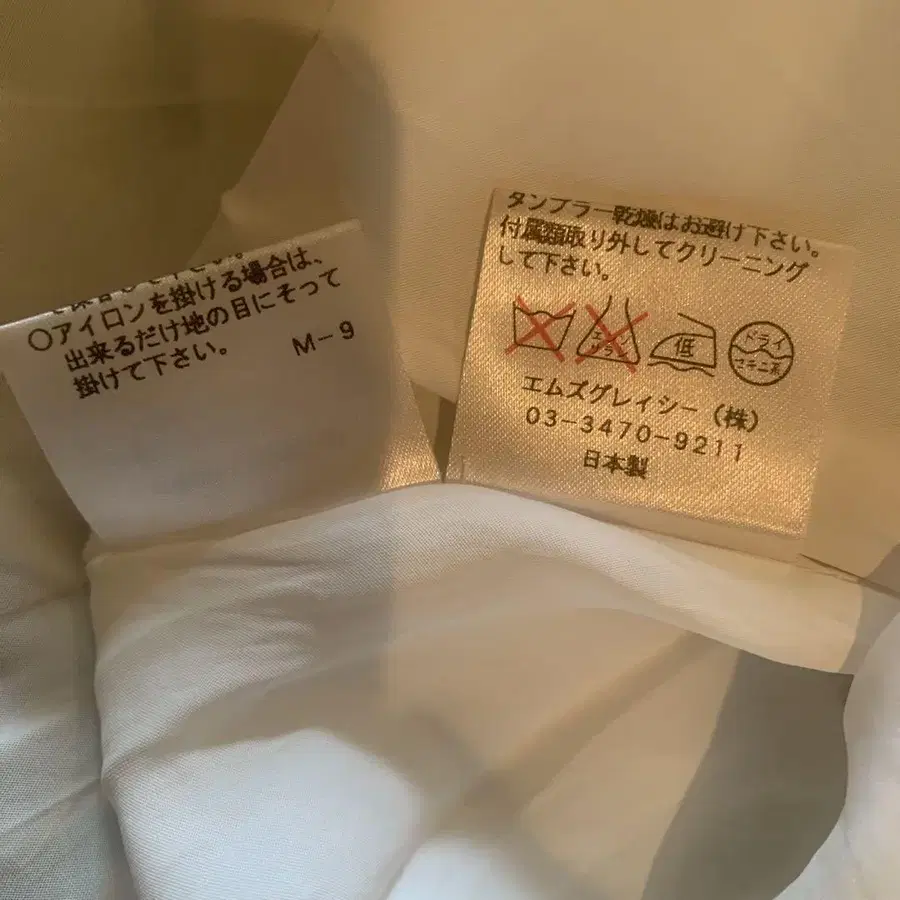 〇アイロンを掛ける場合は、
出来るだけ地の目にそって
掛けて下さい。
M-9
タンブラー乾燥はお避け下さい。
付属類取り外してクリーニング
して下さい。
低
ドライ
エムズグレイシー(株)
03-3470-9211
日本製